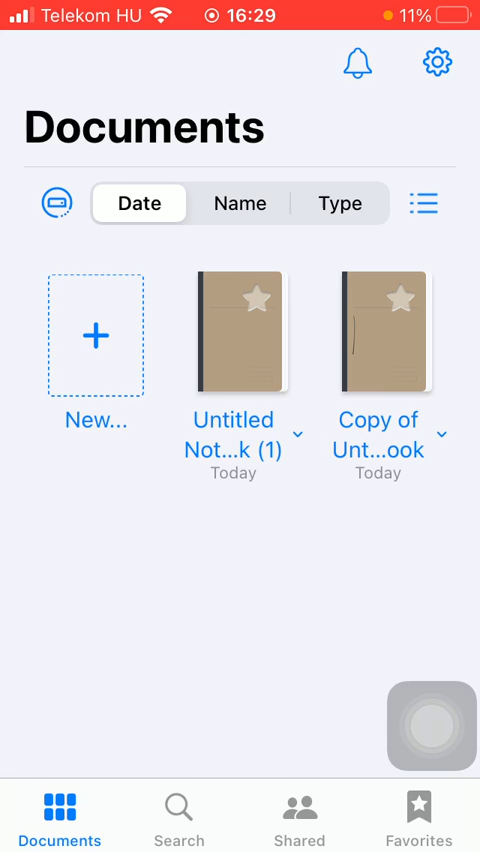 Telekom HU 16:29 11%
Documents
Date Name Type
New...
Untitled
Not...k (1)
Today
Copy of
Unt...ook
Today
Documents Search Shared Favorites